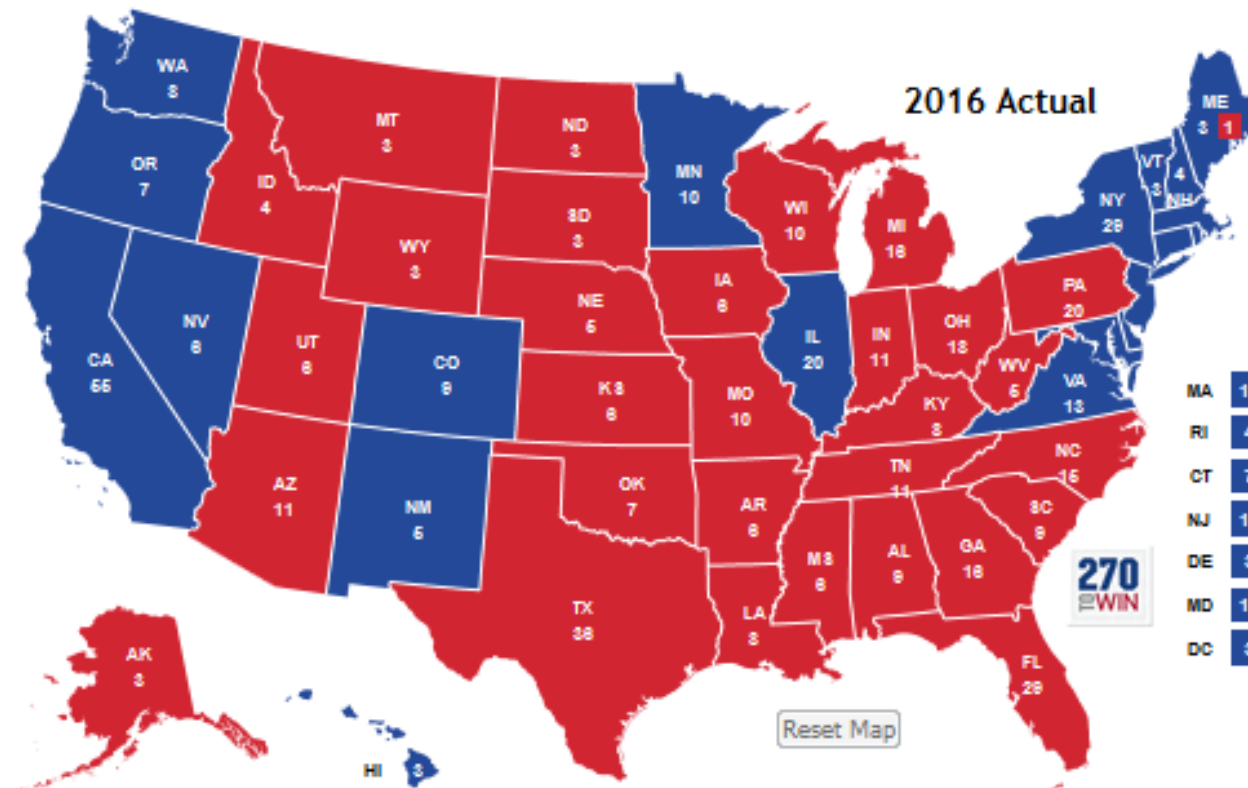 2016 Actual
WA
OR
7
CA
55
NV
6
ID
4
MT
3
WY
3
UT
6
AZ
11
CO
9
NM
5
ND
3
SD
3
NE
5
KS
6
OK
7
TX
36
MN
10
IA
6
MO
10
AR
6
LA
8
WI
10
IL
20
MI
16
IN
11
OH
18
KY
8
TN
11
MS
6
AL
9
GA
16
FL
29
SC
9
NC
15
VA
13
WV
5
PA
20
NY
29
VT
3
4
NH
ME
3 1
MA
RI
CT
7
NJ
DE
MD
DC
AK
3
HI
270
TO WIN
Reset Map